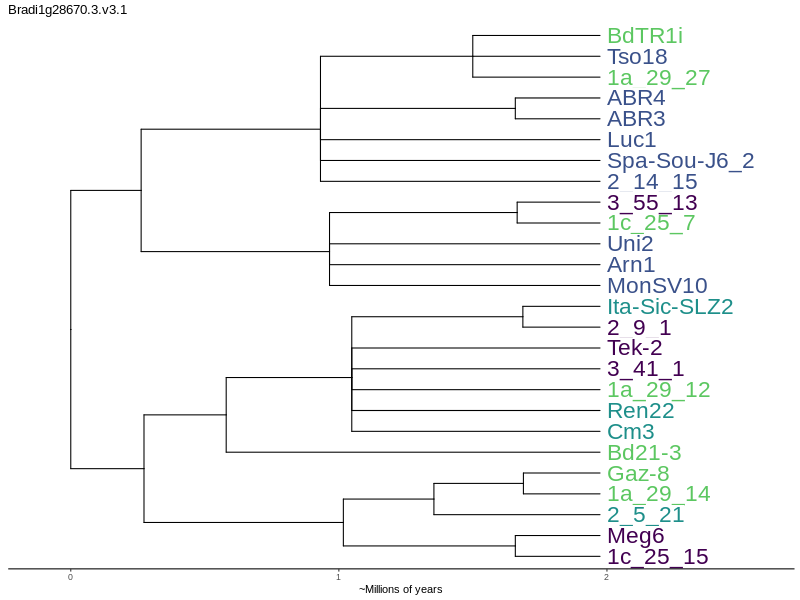 Bradi1g28670.3.v3.1
BdTR1i
Tso18
1a_29_27
ABR4
ABR3
Luc1
Spa-Sou-J6_2
2_14_15
3_55_13
1c_25_7
Uni2
Arn1
MonSV10
Ita-Sic-SLZ2
2_9_1
Tek-2
3_41_1
1a_29_12
Ren22
Cm3
Bd21-3
Gaz-8
1a_29_14
2_5_21
Meg6
1c_25_15
0 1 2
~Millions of years